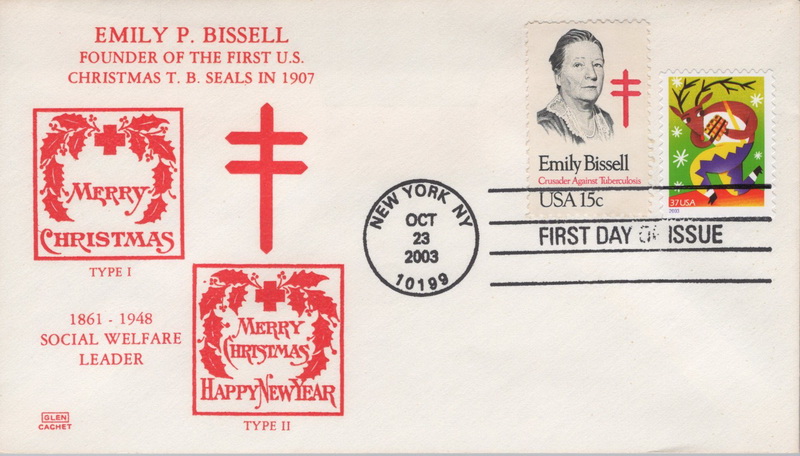 EMILY P. BISSELL
FOUNDER OF THE FIRST U.S.
CHRISTMAS T. B. SEALS IN 1907
MERRY
CHRISTMAS
TYPE I
MERRY
CHRISTMAS
HAPPY NEW YEAR
TYPE II
1861 - 1948
SOCIAL WELFARE
LEADER
GLEN
CACHET
Emily Bissell
Crusader Against Tuberculosis
USA 15c
37 USA
2002
NEW YORK NY
OCT
23
2003
10199
FIRST DAY OF ISSUE